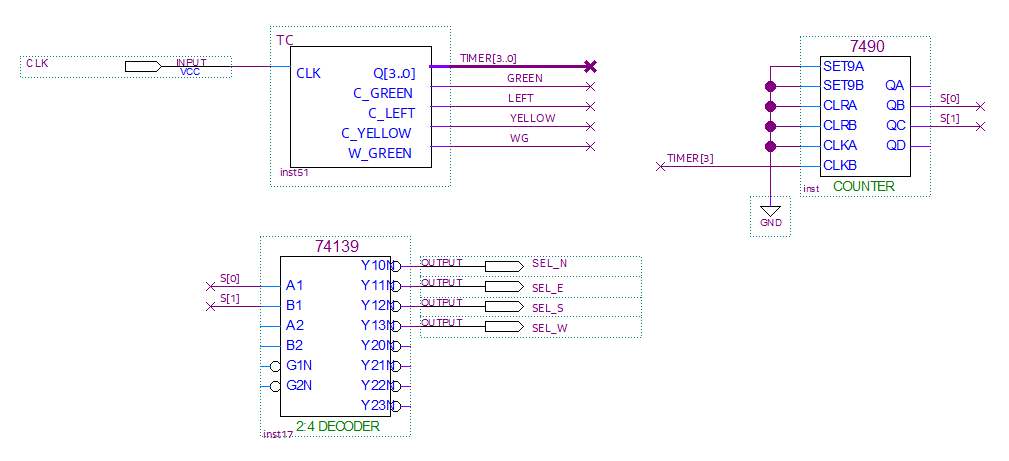 TC
CLK
INPUT
VCC
CLK
Q[3..0]
C_GREEN
C_LEFT
C_YELLOW
W_GREEN
inst51
TIMER[3..0]
GREEN
LEFT
YELLOW
WG
7490
SET9A
SET9B
CLRA
CLRB
CLKA
CLKB
QA
QB
QC
QD
S[0]
S[1]
TIMER[3]
inst
COUNTER
GND
74139
S[0]
S[1]
A1
B1
A2
B2
G1N
G2N
Y10N
Y11N
Y12N
Y13N
Y20N
Y21N
Y22N
Y23N
OUTPUT
SEL_N
OUTPUT
SEL_E
OUTPUT
SEL_S
OUTPUT
SEL_W
inst17
2:4 DECODER